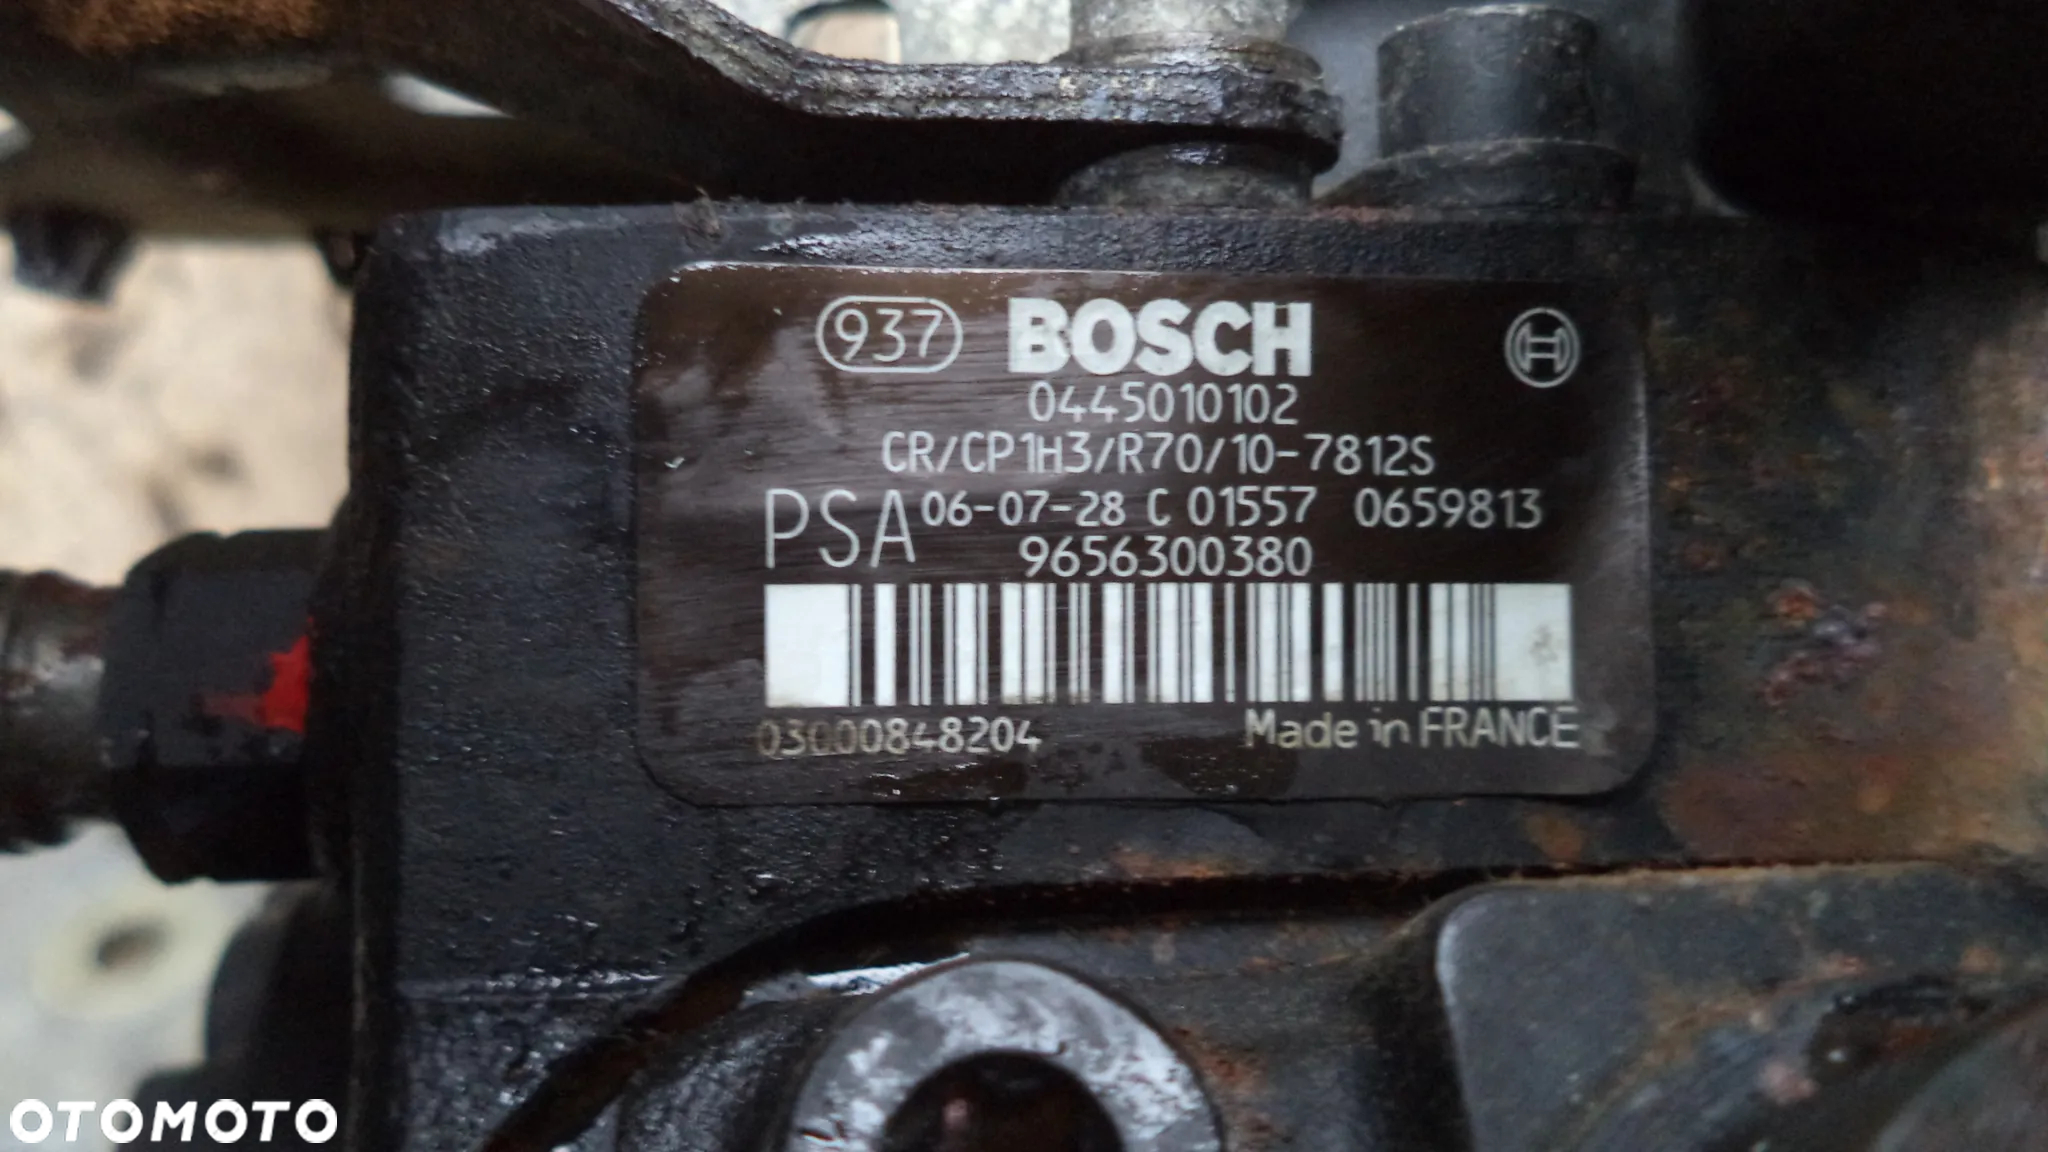 937 BOSCH
0445010102
CR/CP1H3/R70/10-7812S
PSA 06-07-28 C 01557 0659813
9656300380
03000848204 Made in FRANCE
OTOMOTO